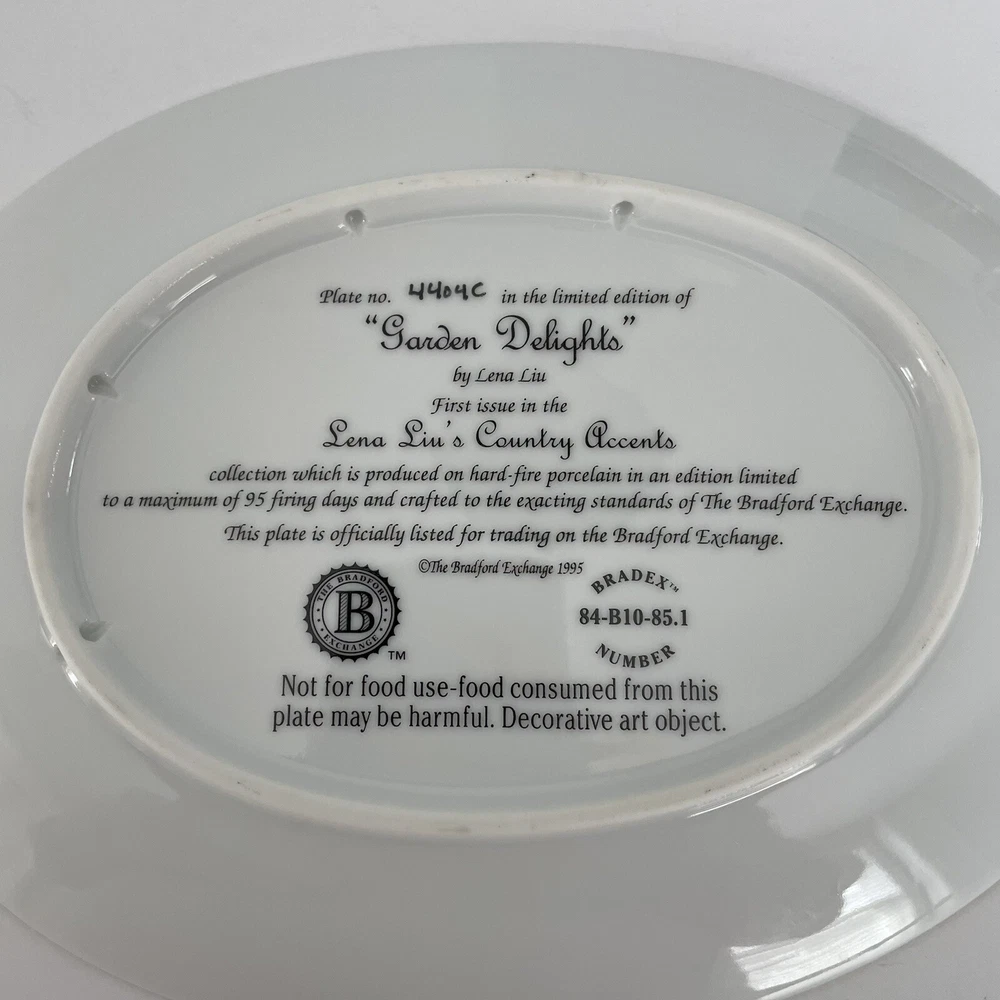 Plate no. 4404C in the limited edition of
"Garden Delights"
by Lena Liu
First issue in the
Lena Liu's Country Accents
collection which is produced on hard-fire porcelain in an edition limited
to a maximum of 95 firing days and crafted to the exacting standards of The Bradford Exchange.
This plate is officially listed for trading on the Bradford Exchange.
©The Bradford Exchange 1995
THE BRADFORD
B
EXCHANGE
TM
BRADEX™
84-B10-85.1
NUMBER
Not for food use-food consumed from this
plate may be harmful. Decorative art object.